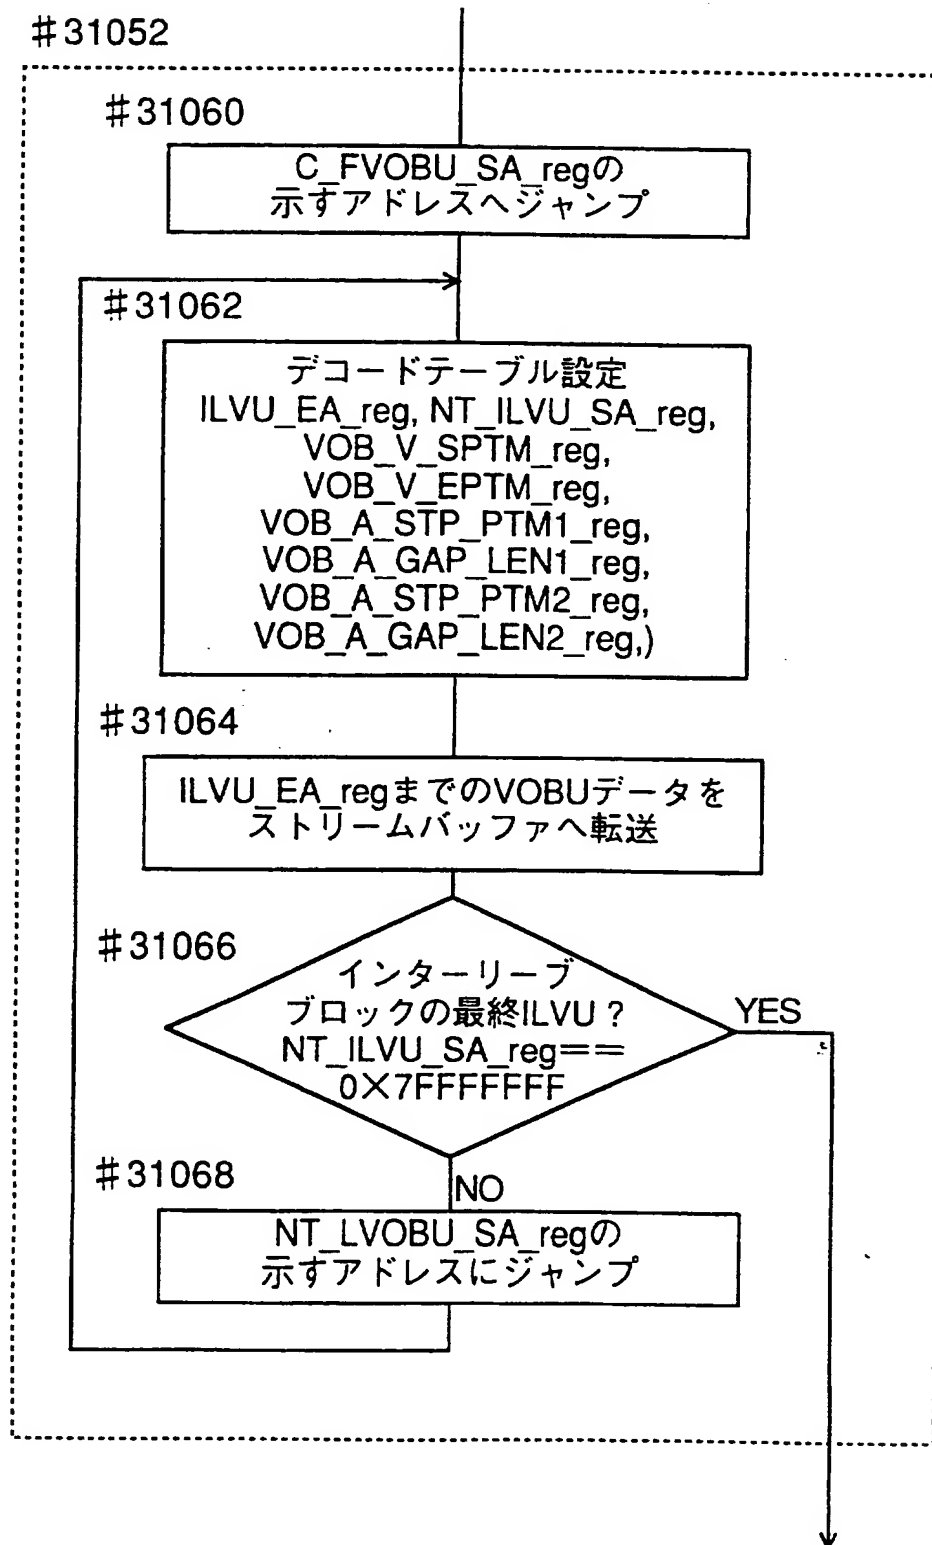 #31052
#31060
C_FVOBU_SA_regの
示すアドレスへジャンプ
#31062
デコードテーブル設定
ILVU_EA_reg, NT_ILVU_SA_reg,
VOB_V_SPTM_reg,
VOB_V_EPTM_reg,
VOB_A_STP_PTM1_reg,
VOB_A_GAP_LEN1_reg,
VOB_A_STP_PTM2_reg,
VOB_A_GAP_LEN2_reg,)
#31064
ILVU_EA_regまでのVOBUデータを
ストリームバッファへ転送
#31066
インターリーブ
ブロックの最終ILVU?
NT_ILVU_SA_reg==
0×7FFFFFFF
YES
#31068
NO
NT_LVOBU_SA_regの
示すアドレスにジャンプ